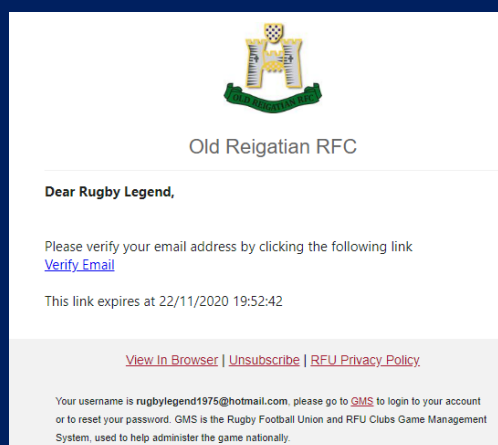 OLD REIGATIAN RFC
Old Reigatian RFC
Dear Rugby Legend,
Please verify your email address by clicking the following link
Verify Email
This link expires at 22/11/2020 19:52:42
View In Browser | Unsubscribe | RFU Privacy Policy
Your username is rugbylegend1975@hotmail.com, please go to GMS to login to your account
or to reset your password. GMS is the Rugby Football Union and RFU Clubs Game Management
System, used to help administer the game nationally.